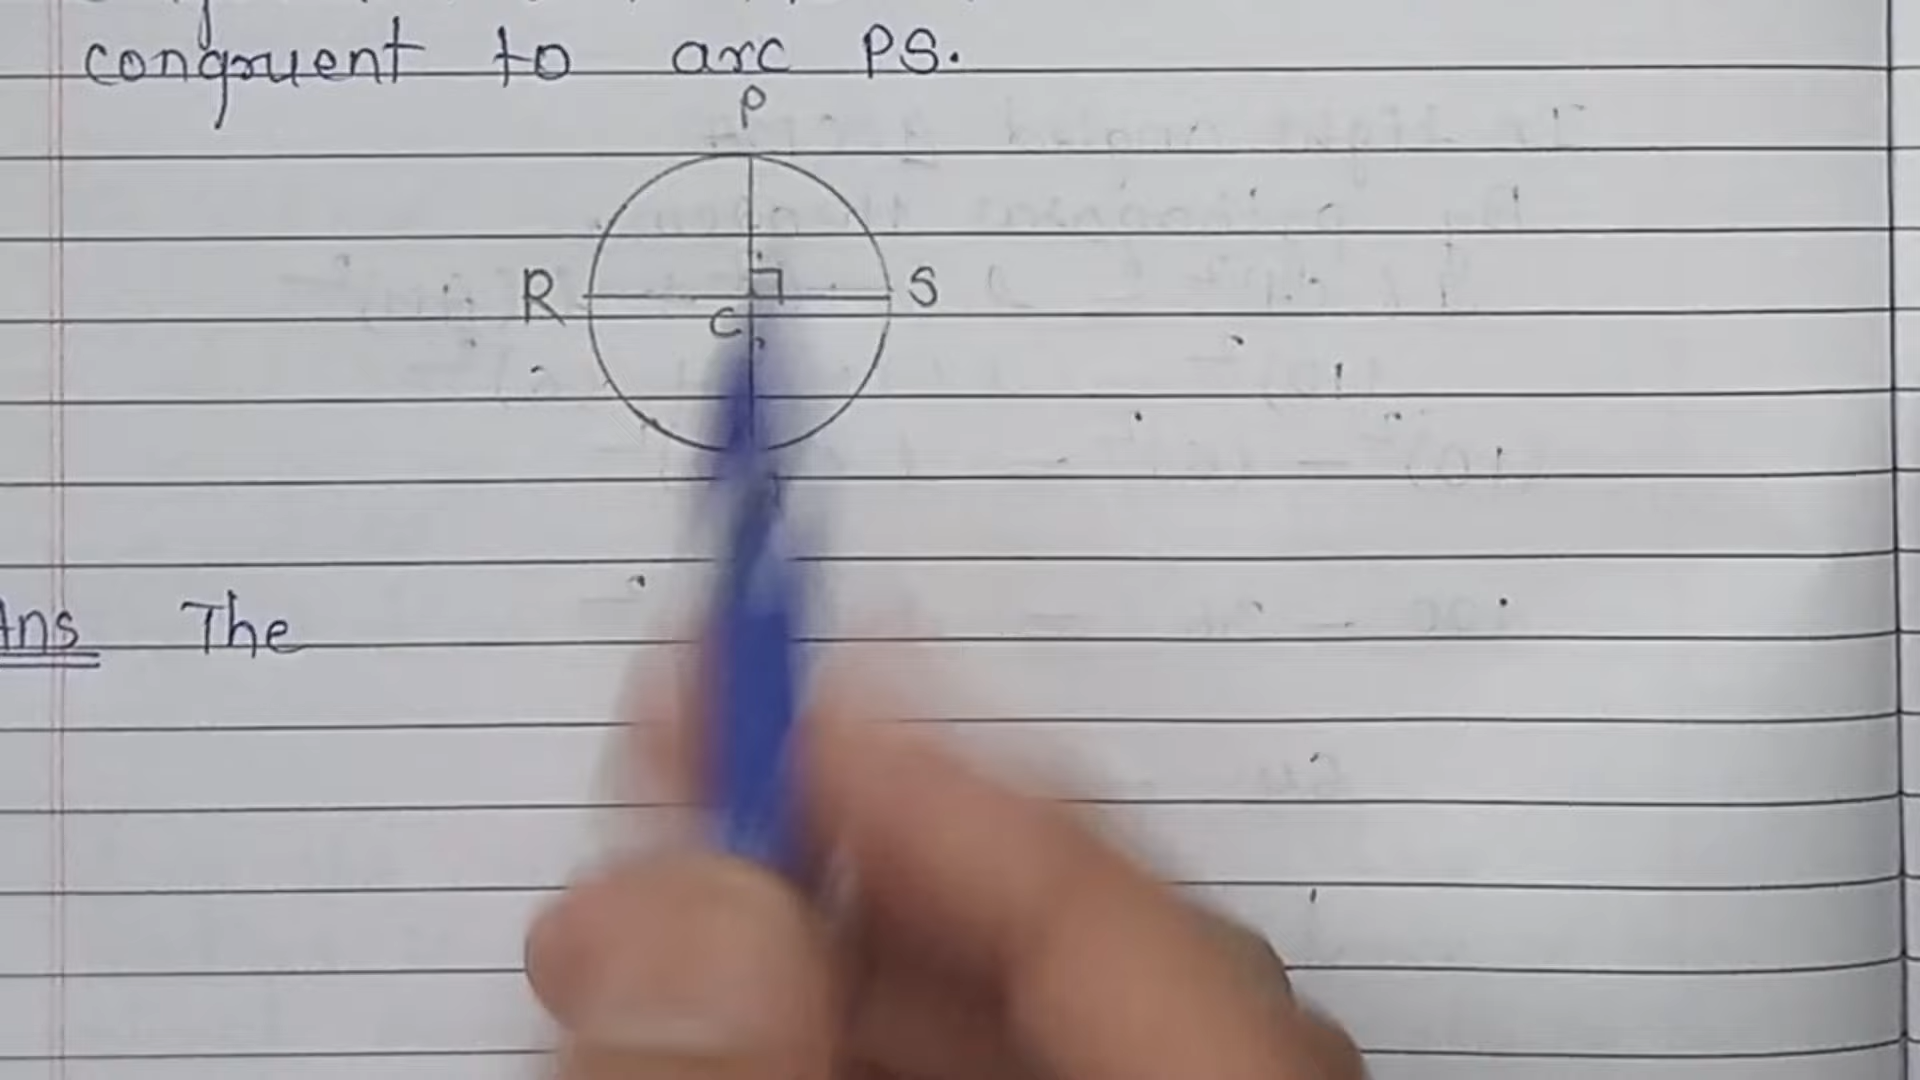 congruent to arc PS.
P
R
S
C
Ans The